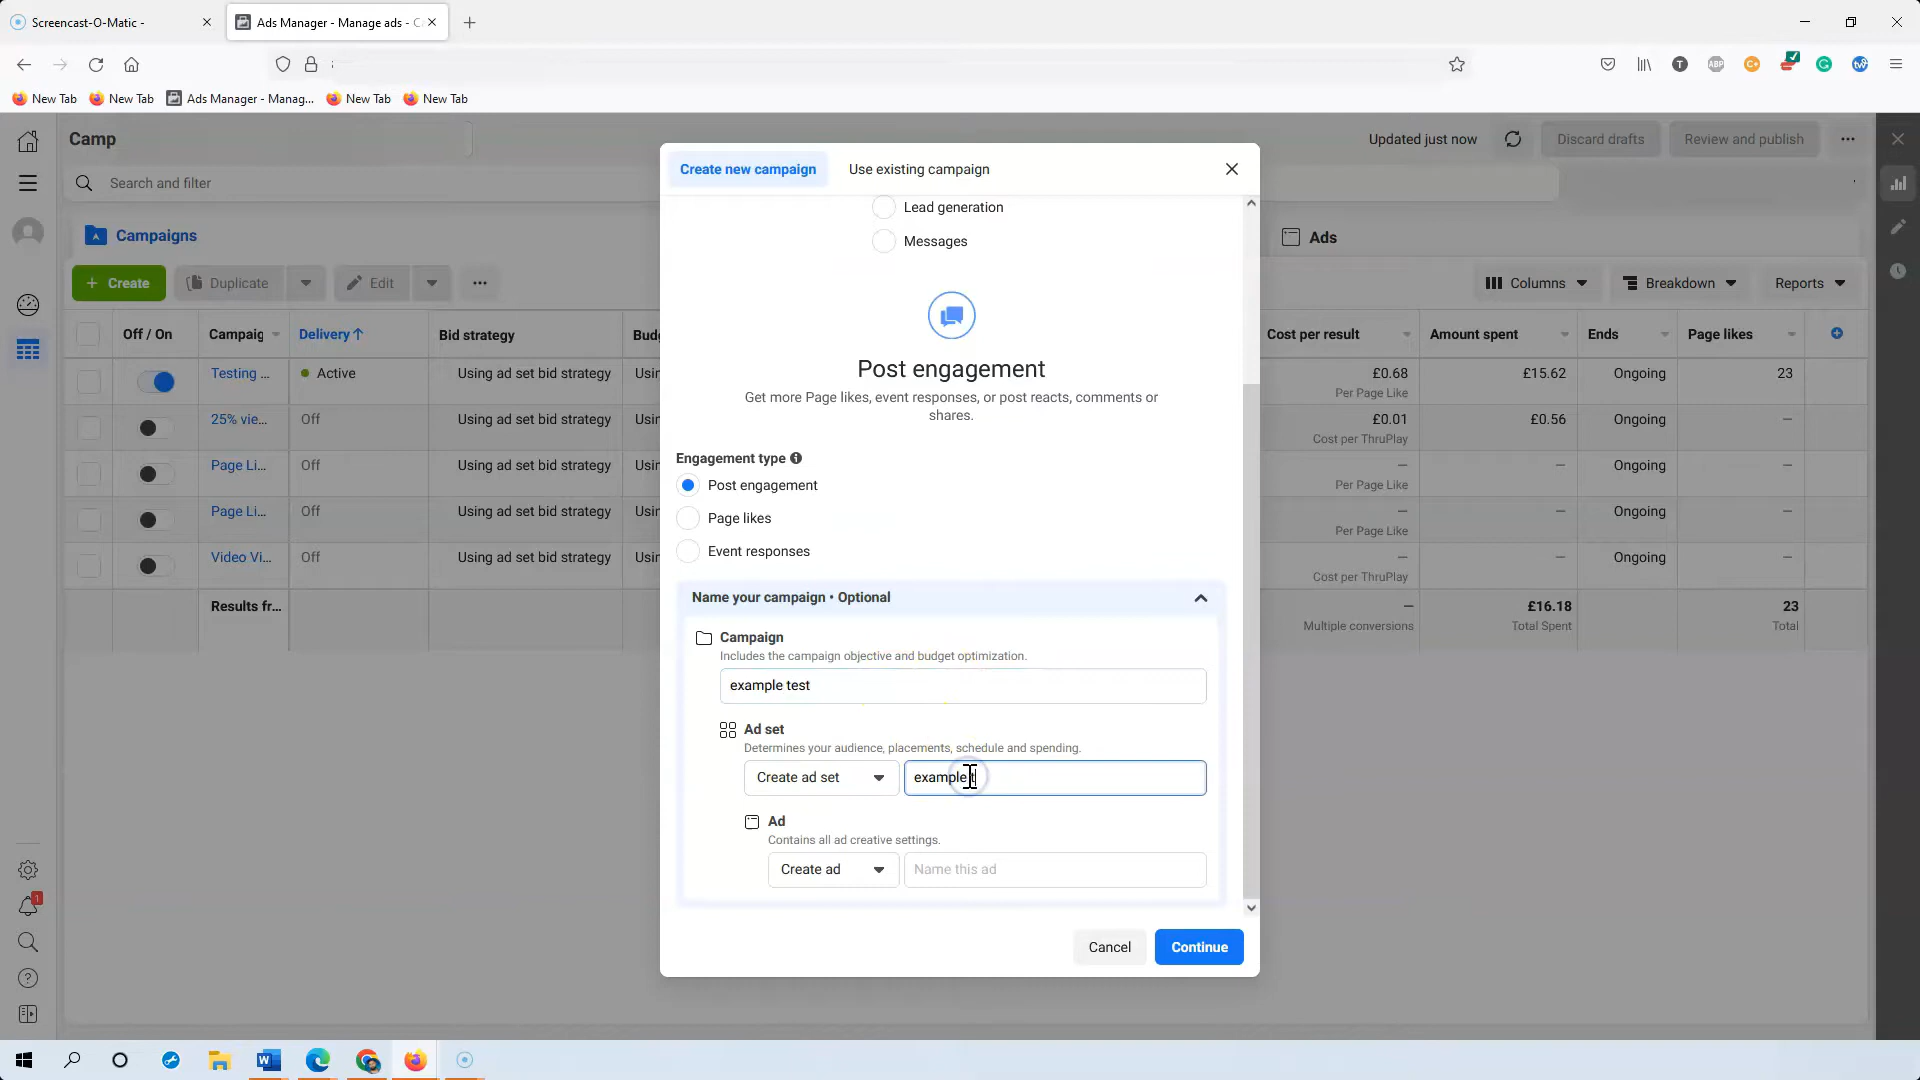 Screencast-O-Matic -
Ads Manager - Manage ads - C
New Tab
New Tab
Ads Manager - Manag...
New Tab
New Tab
Camp
Updated just now
Discard drafts
Review and publish
Search and filter
Campaigns
Ads
+ Create
Duplicate
Edit
Columns
Breakdown
Reports
Off / On
Campaig
Delivery
Bid strategy
Budg
Cost per result
Amount spent
Ends
Page likes
Testing ...
Active
Using ad set bid strategy
Usin
£0.68
Per Page Like
£15.62
Ongoing
23
25% vie...
Off
Using ad set bid strategy
Usin
£0.01
Cost per ThruPlay
£0.56
Ongoing
—
Page Li...
Off
Using ad set bid strategy
Usin
—
Per Page Like
—
Ongoing
—
Page Li...
Off
Using ad set bid strategy
Usin
—
Per Page Like
—
Ongoing
—
Video Vi...
Off
Using ad set bid strategy
Usin
—
Cost per ThruPlay
—
Ongoing
—
Results fr...
—
Multiple conversions
£16.18
Total Spent
23
Total
Create new campaign
Use existing campaign
Lead generation
Messages
Post engagement
Get more Page likes, event responses, or post reacts, comments or
shares.
Engagement type
Post engagement
Page likes
Event responses
Name your campaign • Optional
Campaign
Includes the campaign objective and budget optimization.
example test
Ad set
Determines your audience, placements, schedule and spending.
Create ad set
example t
Ad
Contains all ad creative settings.
Create ad
Name this ad
Cancel
Continue
1